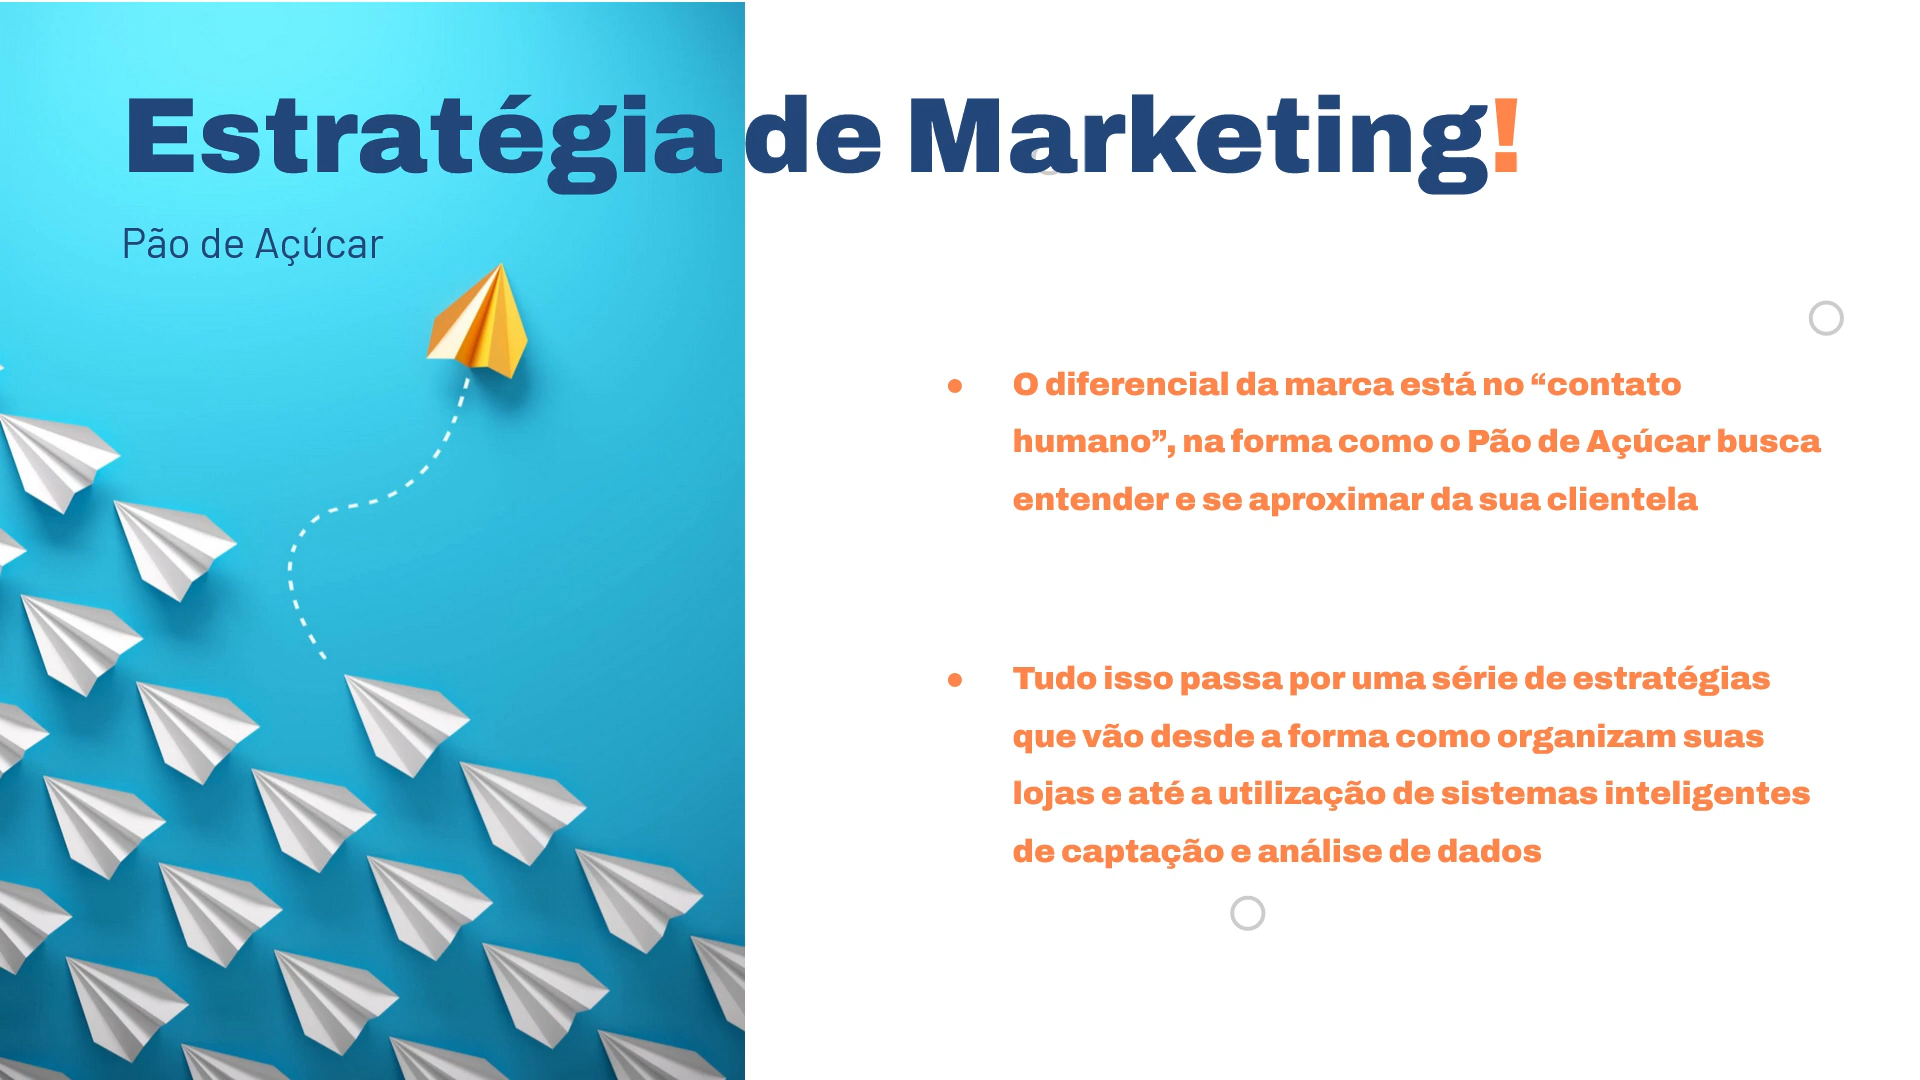 Estratégia de Marketing!
Pão de Açúcar
● O diferencial da marca está no “contato
humano”, na forma como o Pão de Açúcar busca
entender e se aproximar da sua clientela
● Tudo isso passa por uma série de estratégias
que vão desde a forma como organizam suas
lojas e até a utilização de sistemas inteligentes
de captação e análise de dados